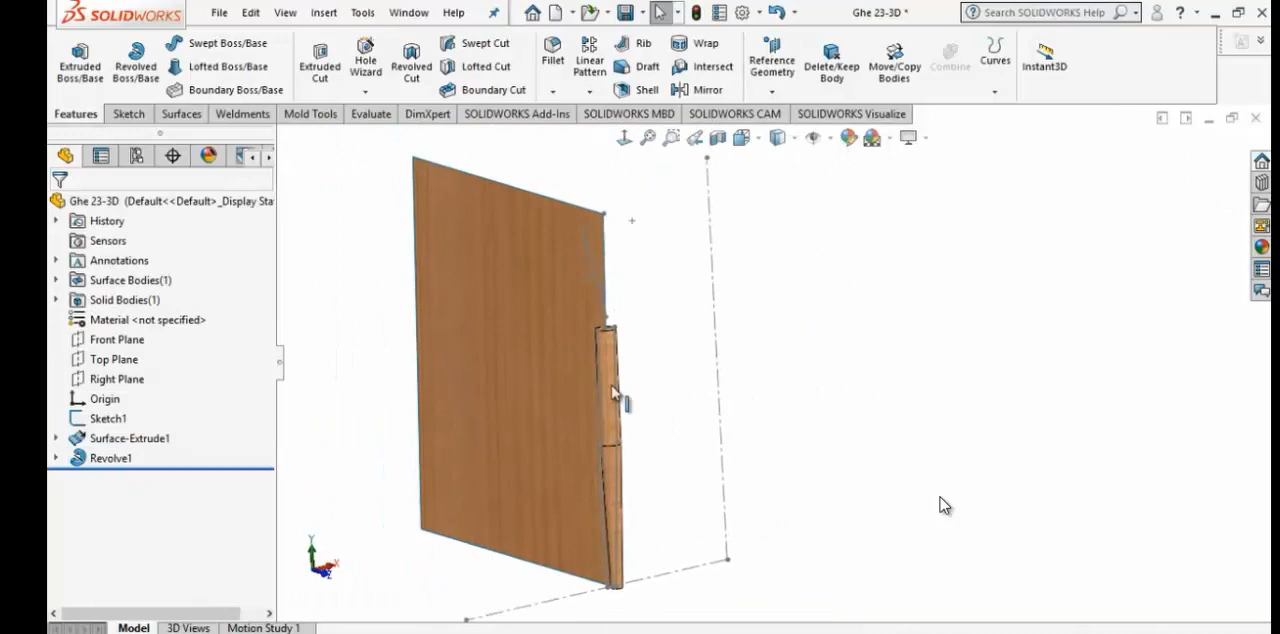 SOLIDWORKS File Edit View Insert Tools Window Help Ghe 23-3D * Search SOLIDWORKS Help
Extruded Boss/Base
Revolved Boss/Base
Swept Boss/Base
Lofted Boss/Base
Boundary Boss/Base
Extruded Cut
Hole Wizard
Revolved Cut
Swept Cut
Lofted Cut
Boundary Cut
Fillet
Linear Pattern
Rib
Draft
Shell
Wrap
Intersect
Mirror
Reference Geometry
Delete/Keep Body
Move/Copy Bodies
Combine
Curves
Instant3D
Features Sketch Surfaces Weldments Mold Tools Evaluate DimXpert SOLIDWORKS Add-Ins SOLIDWORKS MBD SOLIDWORKS CAM SOLIDWORKS Visualize
Ghe 23-3D (Default<<Default>_Display Sta
History
Sensors
Annotations
Surface Bodies(1)
Solid Bodies(1)
Material <not specified>
Front Plane
Top Plane
Right Plane
Origin
Sketch1
Surface-Extrude1
Revolve1
Y
X
Z
Model 3D Views Motion Study 1